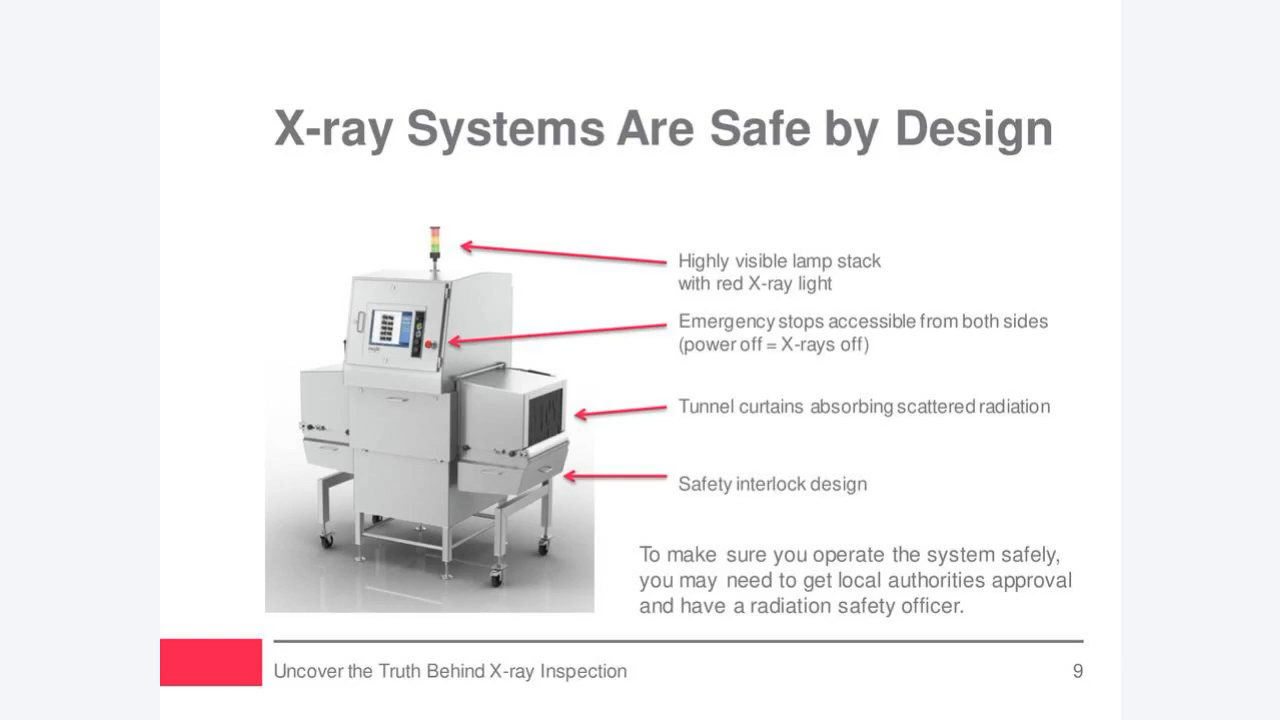 X-ray Systems Are Safe by Design
Highly visible lamp stack
with red X-ray light
Emergency stops accessible from both sides
(power off = X-rays off)
Tunnel curtains absorbing scattered radiation
Safety interlock design
To make sure you operate the system safely,
you may need to get local authorities approval
and have a radiation safety officer.
Uncover the Truth Behind X-ray Inspection
9